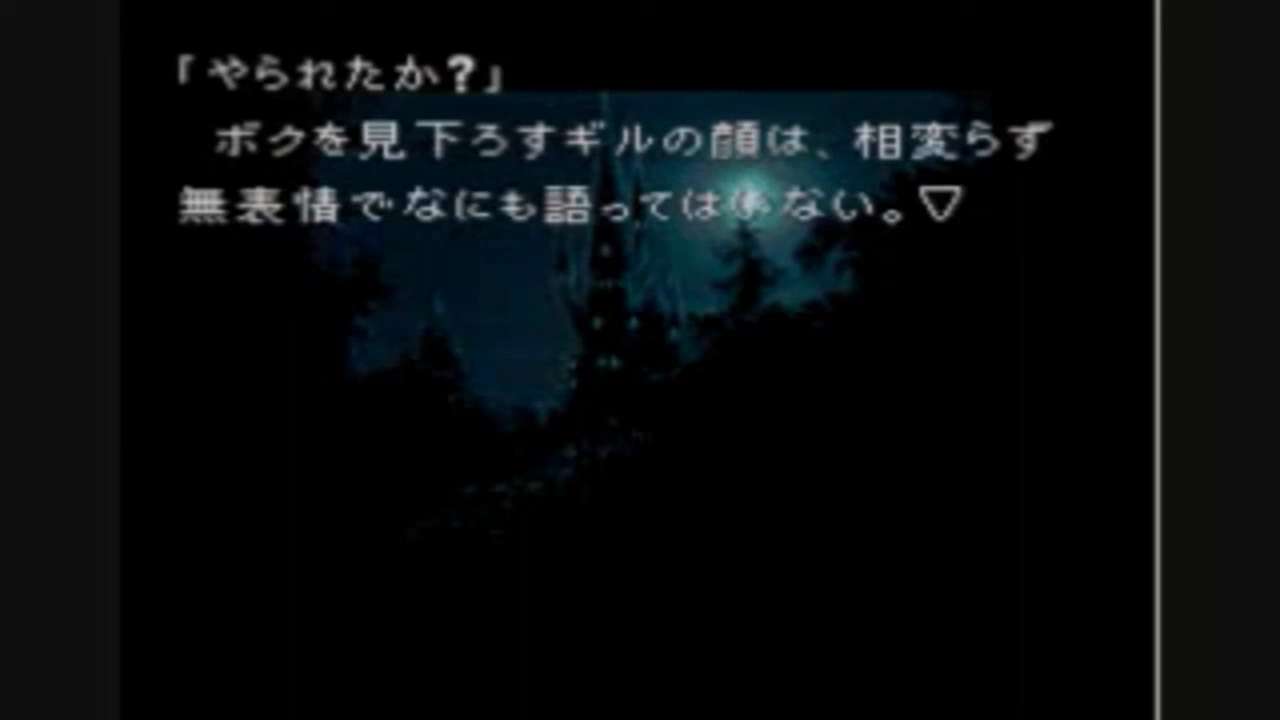 「やられたか?」
ボクを見下ろすギルの顔は、相変らず
無表情でなにも語ってはいない。▽